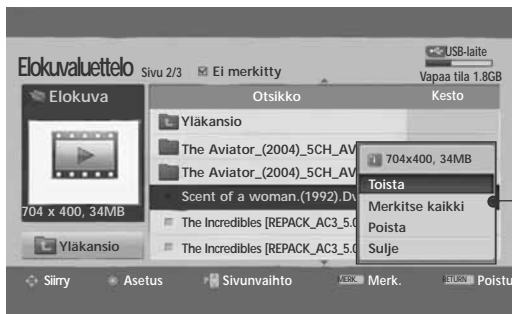 USB-laite
Elokuvaluettelo Sivu 2/3 Ei merkitty Vapaa tila 1.8GB
Elokuva Otsikko Kesto
Yläkansio
The Aviator_(2004)_5CH_AV
The Aviator_(2004)_5CH_AV
Scent of a woman.(1992).Dv
The Incredibles [REPACK_AC3_5.0
The Incredibles [REPACK_AC3_5.0
704x400, 34MB
Toista
Merkitse kaikki
Poista
Sulje
704 x 400, 34MB
Yläkansio
Siirry Asetus Sivunvaihto MERK. Merk. RETURN Poistu